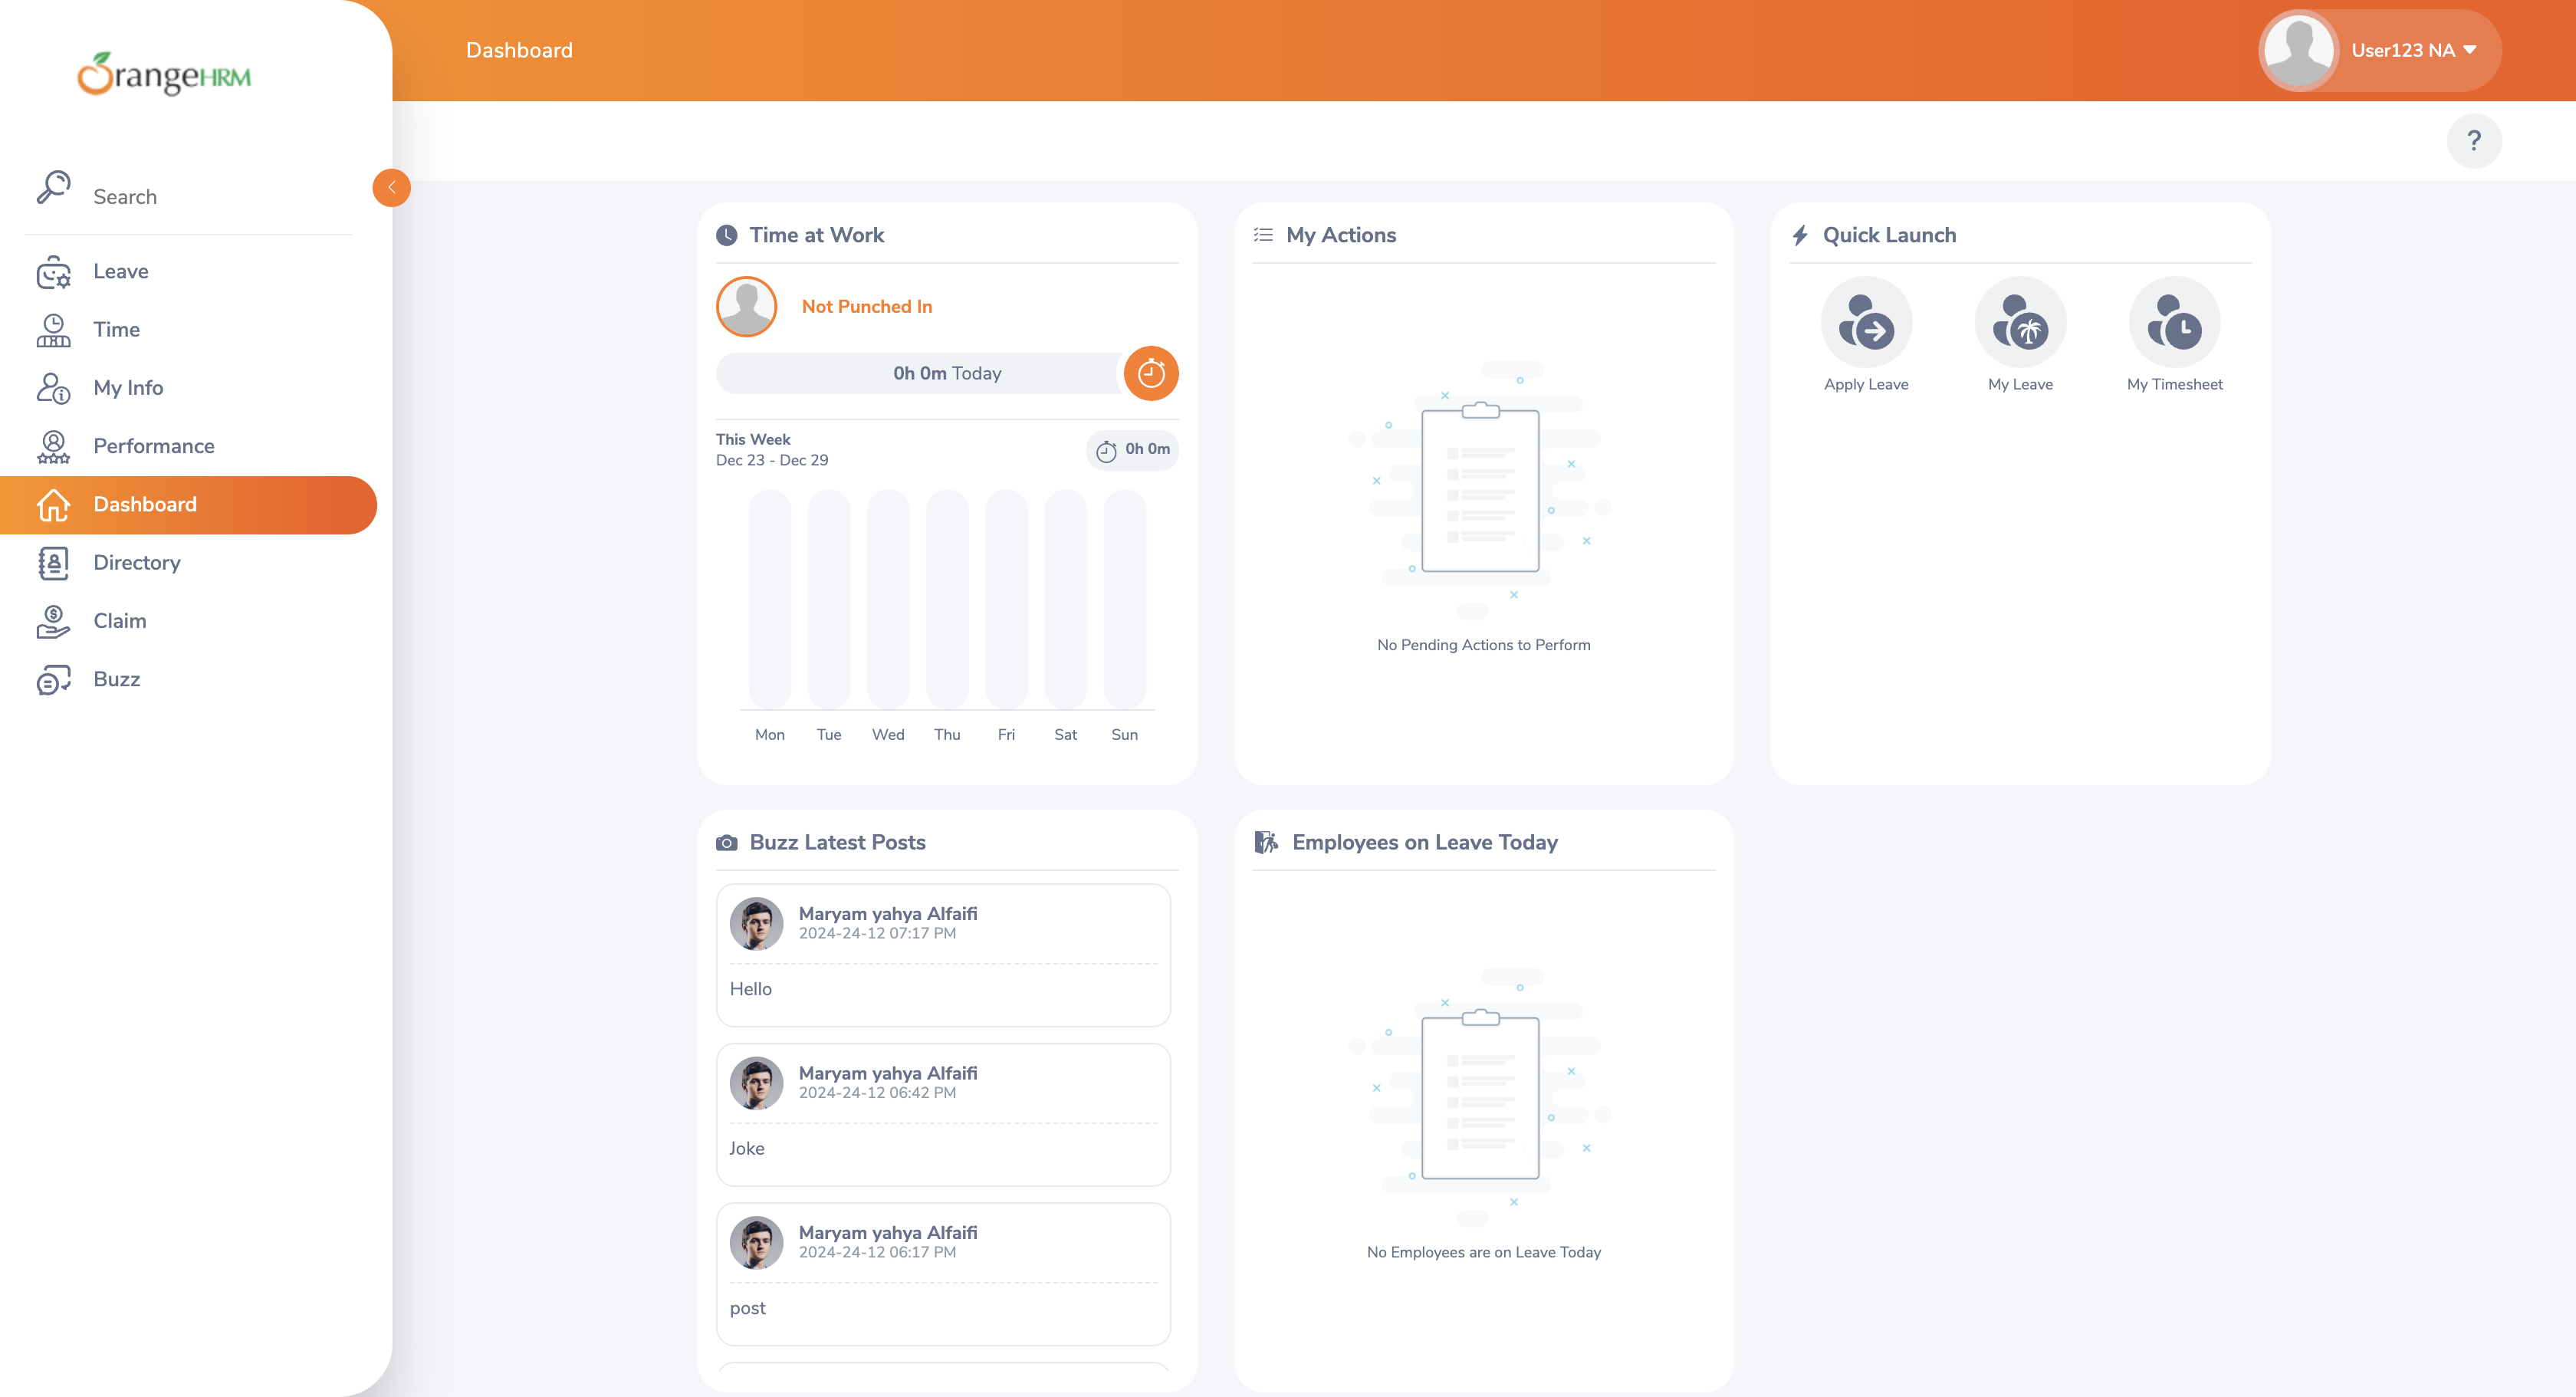 OrangeHRM
Search
Leave
Time
My Info
Performance
Dashboard
Directory
Claim
Buzz
Dashboard
User123 NA
?
Time at Work
Not Punched In
0h 0m Today
This Week
Dec 23 - Dec 29
0h 0m
Mon Tue Wed Thu Fri Sat Sun
My Actions
No Pending Actions to Perform
Quick Launch
Apply Leave
My Leave
My Timesheet
Buzz Latest Posts
Maryam yahya Alfaifi
2024-24-12 07:17 PM
Hello
Maryam yahya Alfaifi
2024-24-12 06:42 PM
Joke
Maryam yahya Alfaifi
2024-24-12 06:17 PM
post
Employees on Leave Today
No Employees are on Leave Today